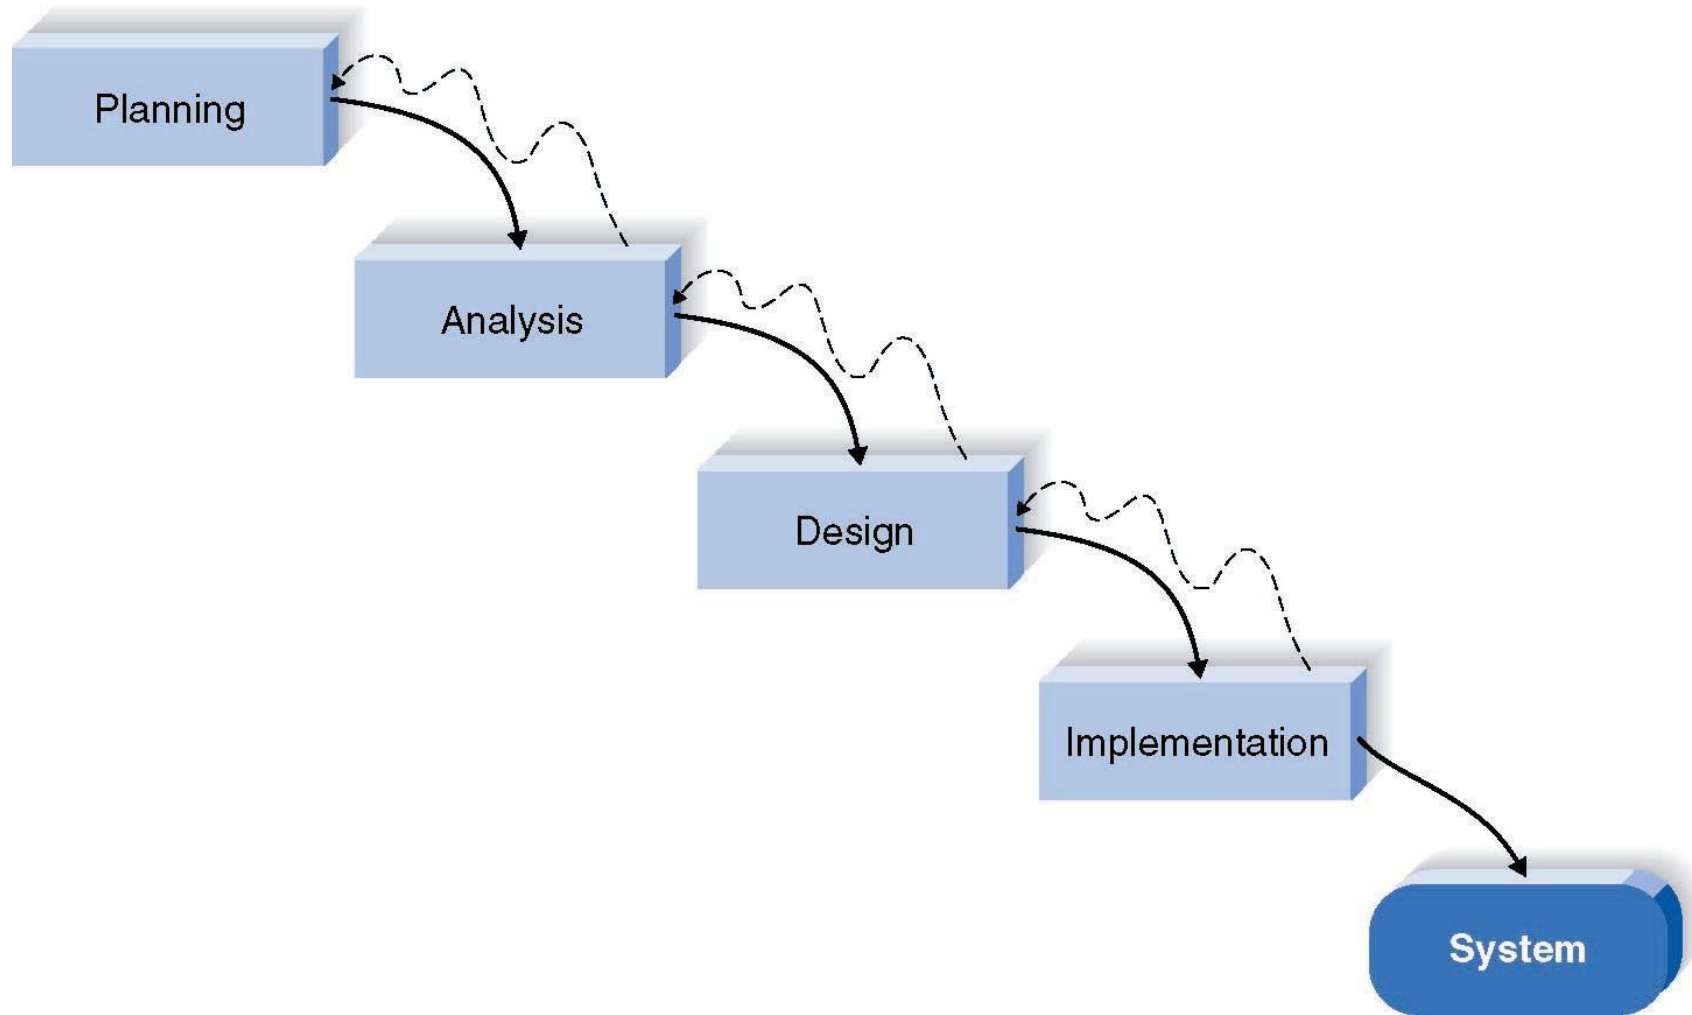 Planning
Analysis
Design
Implementation
System